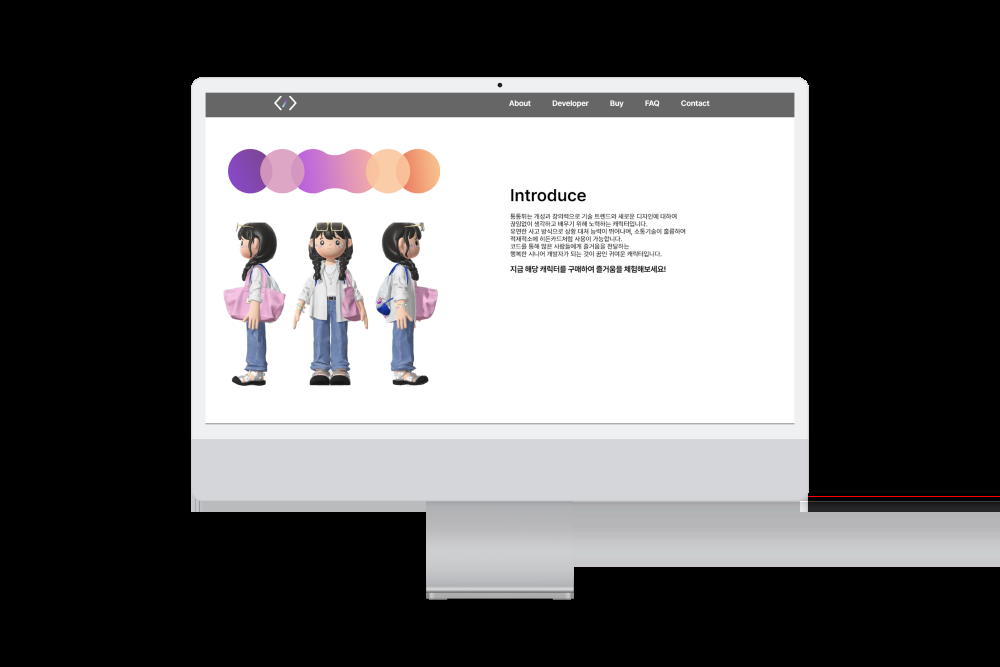 About Developer Buy FAQ Contact
Introduce
통통튀는 개성과 창의력으로 기술 트렌드와 새로운 디자인에 대하여
끊임없이 생각하고 배우기 위해 노력하는 캐릭터입니다.
유연한 사고 방식으로 상황 대처 능력이 뛰어나며, 소통기술이 훌륭하여
적재적소에 히든카드처럼 사용이 가능합니다.
코드를 통해 많은 사람들에게 즐거움을 전달하는
행복한 시니어 개발자가 되는 것이 꿈인 귀여운 캐릭터입니다.
지금 해당 캐릭터를 구매하여 즐거움을 체험해보세요!